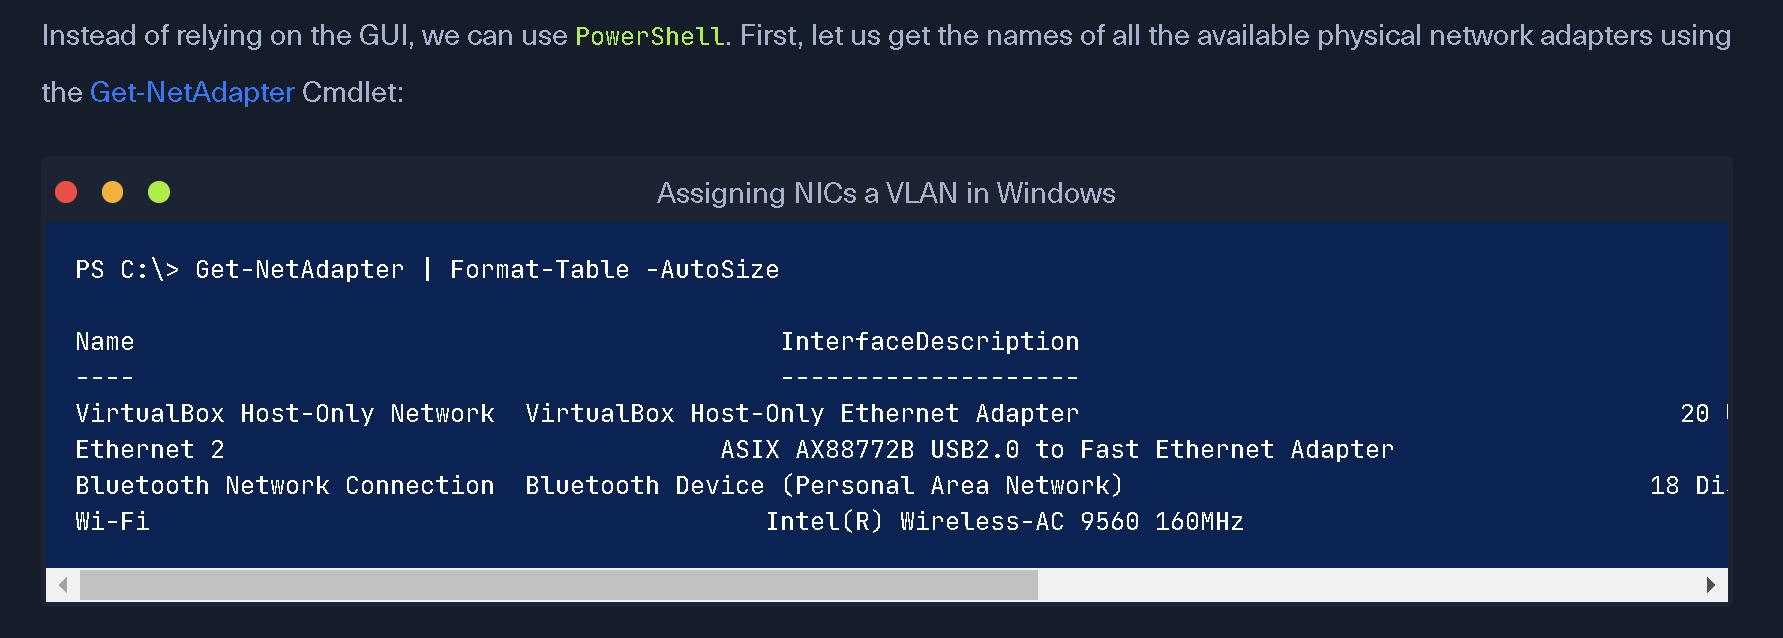 Instead of relying on the GUI, we can use PowerShell. First, let us get the names of all the available physical network adapters using
the Get-NetAdapter Cmdlet:
Assigning NICs a VLAN in Windows
PS C:\> Get-NetAdapter | Format-Table -AutoSize
Name InterfaceDescription
---- --------------------
VirtualBox Host-Only Network VirtualBox Host-Only Ethernet Adapter 20
Ethernet 2 ASIX AX88772B USB2.0 to Fast Ethernet Adapter
Bluetooth Network Connection Bluetooth Device (Personal Area Network) 18 Di
Wi-Fi Intel(R) Wireless-AC 9560 160MHz